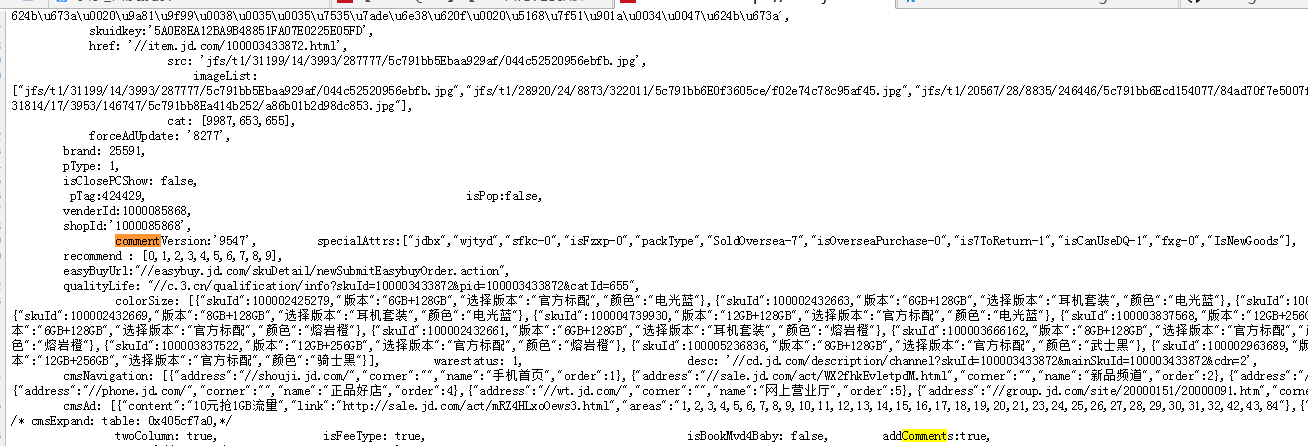 624b\u673a\u0020\u9a81\u9f99\u0038\u0035\u0035\u7535\u7ade\u6e38\u620f\u0020\u5168\u7f51\u901a\u0034\u0047\u624b\u673a',
skuidkey:'5A0E8EA12BA9B48851FA07E0225E05FD',
href: '//item.jd.com/100003433872.html',
src: 'jfs/t1/31199/14/3993/287777/5c791bb5Ebaa929af/044c52520956ebfb.jpg',
imageList:
["jfs/t1/31199/14/3993/287777/5c791bb5Ebaa929af/044c52520956ebfb.jpg","jfs/t1/28920/24/8873/322011/5c791bb6E0f3605ce/f02e74c78c95af45.jpg","jfs/t1/20567/28/8835/246446/5c791bb6Ecd154077/84ad70f7e5007f
31814/17/3953/146747/5c791bb8Ea414b252/a86b01b2d98dc853.jpg"],
cat: [9987,653,655],
forceAdUpdate: '8277',
brand: 25591,
pType: 1,
isClosePCShow: false,
pTag:424429, isPop:false,
venderId:1000085868,
shopId:'1000085868',
commentVersion:'9547', specialAttrs:["jdbx","wjtyd","sfkc-0","isFzxp-0","packType","SoldOversea-7","isOverseaPurchase-0","is7ToReturn-1","isCanUseDQ-1","fxg-0","IsNewGoods"],
recommend : [0,1,2,3,4,5,6,7,8,9],
easyBuyUrl:"//easybuy.jd.com/skuDetail/newSubmitEasybuyOrder.action",
qualityLife: "//c.3.cn/qualification/info?skuId=100003433872&pid=100003433872&catId=655",
colorSize: [{"skuId":100002425279,"版本":"6GB+128GB","选择版本":"官方标配","颜色":"电光蓝"},{"skuId":100002432663,"版本":"6GB+128GB","选择版本":"官方标配","颜色":"电光蓝"},{"skuId":100
{"skuId":100002432669,"版本":"8GB+128GB","选择版本":"耳机套装","颜色":"电光蓝"},{"skuId":100004739930,"版本":"12GB+128GB","选择版本":"官方标配","颜色":"电光蓝"},{"skuId":100003837568,"版本":"12GB+256G
本":"6GB+128GB","选择版本":"官方标配","颜色":"熔岩橙"},{"skuId":100002432661,"版本":"6GB+128GB","选择版本":"耳机套装","颜色":"熔岩橙"},{"skuId":100003666162,"版本":"8GB+128GB","选择版本":"官方标配","颜
色":"熔岩橙"},{"skuId":100003837522,"版本":"12GB+256GB","选择版本":"官方标配","颜色":"熔岩橙"},{"skuId":100005236836,"版本":"8GB+128GB","选择版本":"官方标配","颜色":"武士黑"},{"skuId":100002963689,"版
本":"12GB+256GB","选择版本":"官方标配","颜色":"骑士黑"}], warestatus: 1, desc: '//cd.jd.com/description/channel?skuId=100003433872&mainSkuId=100003433872&cdn=2',
cmsNavigation: [{"address":"//shouji.jd.com/","corner":"","name":"手机首页","order":1},{"address":"//sale.jd.com/act/WX2fhkEvletpdM.html","corner":"","name":"新品频道","order":2},{"address":"/
{"address":"//phone.jd.com/","corner":"","name":"正品好店","order":4},{"address":"//wt.jd.com/","corner":"","name":"网上营业厅","order":5},{"address":"//group.jd.com/site/20000151/20000091.htm","corne
cmsAd: [{"content":"10元抢1GB流量","link":"http://sale.jd.com/act/mRZ4HLxoOews3.html","areas":"1,2,3,4,5,6,7,8,9,10,11,12,13,14,15,16,17,18,19,20,21,23,24,25,26,27,28,29,30,31,32,42,43,84"},{"
/* cmsExpand: table: 0x405cf7a0,*/
twoColumn: true, isFeeType: true, isBookMvd4Baby: false, addComments:true,